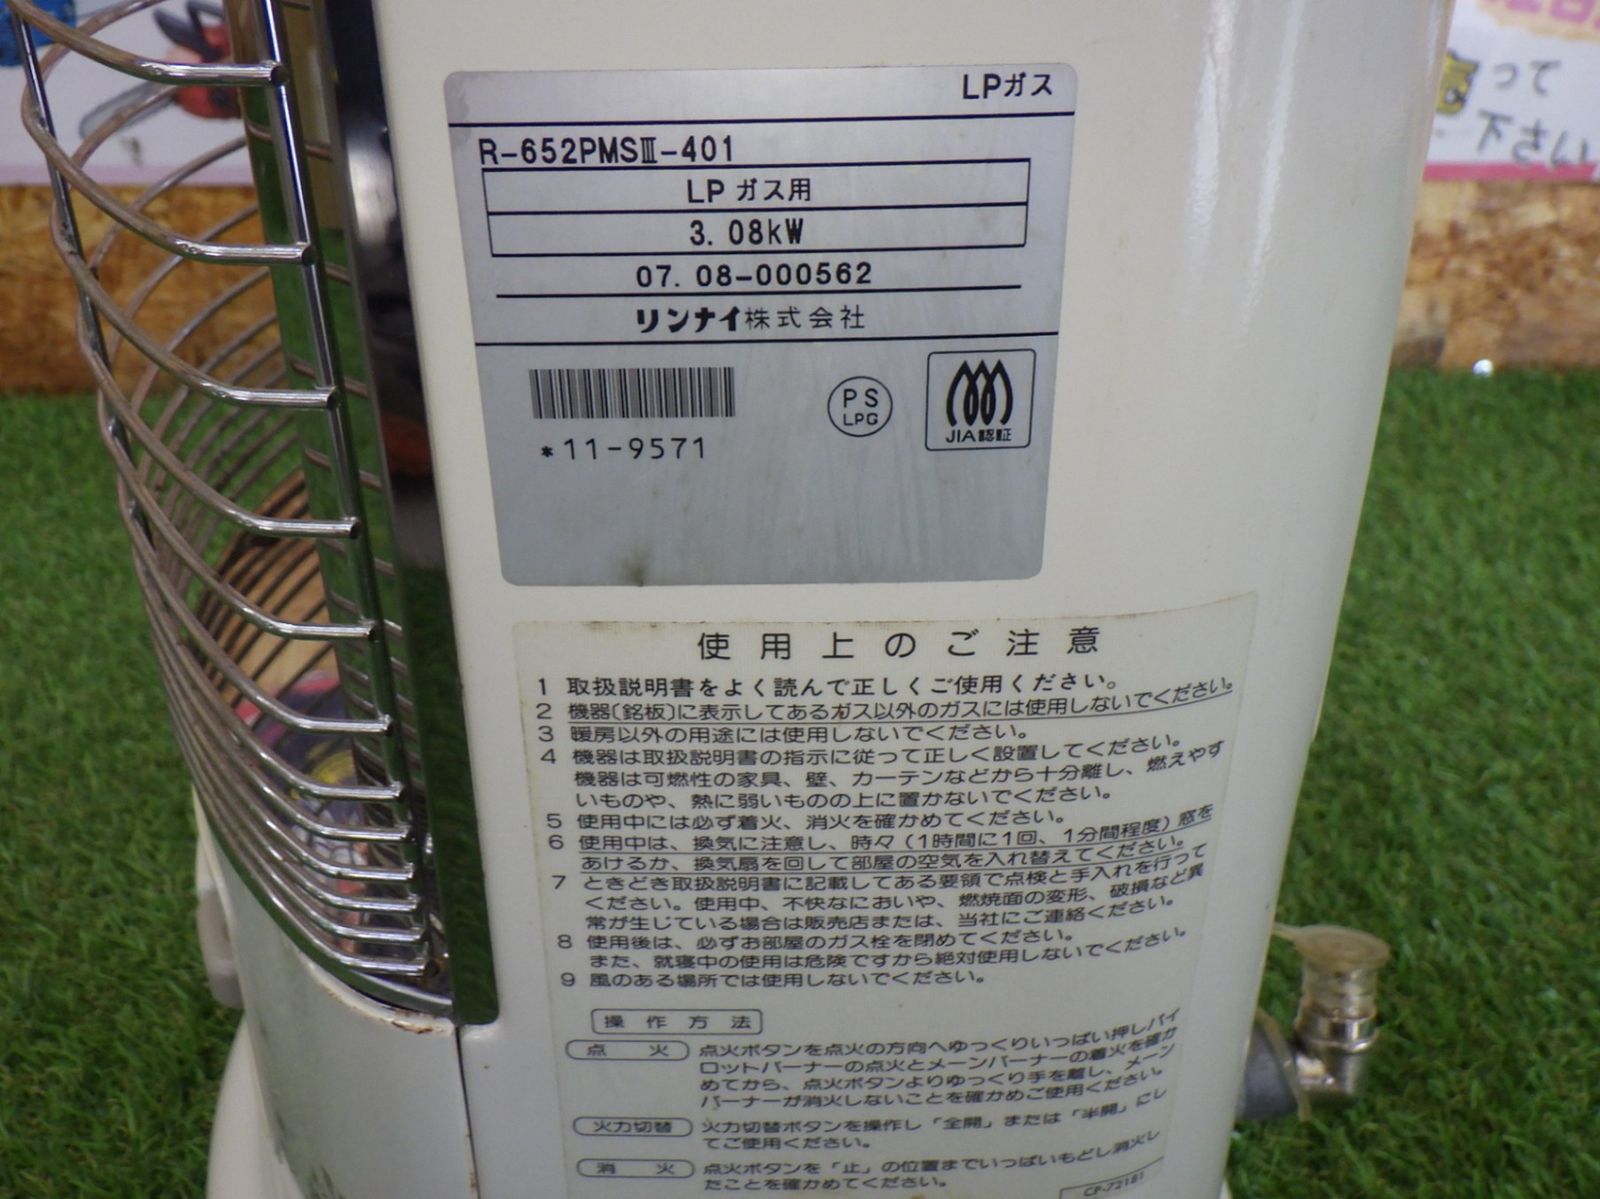 LPガス
R-652PMSⅢ-401
LP ガス用
3. 08kW
07. 08-000562
リンナイ株式会社
PS
LPG
JIA認証
*11-9571
って
下さい
使用上のご注意
1 取扱説明書をよく読んで正しくご使用ください。
2 機器〔銘板〕に表示してあるガス以外のガスには使用しないでください。
3 暖房以外の用途には使用しないでください。
4 機器は取扱説明書の指示に従って正しく設置してください。
機器は可燃性の家具、壁、カーテンなどから十分離し、燃えやす
いものや、熱に弱いものの上に置かないでください。
5 使用中には必ず着火、消火を確かめてください。
6 使用中は、換気に注意し、時々（1時間に1回、1分間程度）窓を
あけるか、換気扇を回して部屋の空気を入れ替えてください。
7 ときどき取扱説明書に記載してある要領で点検と手入れを行って
ください。使用中、不快なにおいや、燃焼面の変形、破損など異
常が生じている場合は販売店または、当社にご連絡ください。
8 使用後は、必ずお部屋のガス栓を閉めてください。
また、就寝中の使用は危険ですから絶対使用しないでください。
9 風のある場所では使用しないでください。
操作方法
点火 点火ボタンを点火の方向へゆっくりいっぱい押しパイ
ロットバーナーの点火とメーンバーナーの着火を確か
めてから、点火ボタンよりゆっくり手を離し、メーン
バーナーが消火しないことを確かめご使用ください。
火力切替 火力切替ボタンを操作し「全開」または「半開」にし
てご使用ください。
消火 点火ボタンを「止」の位置までいっぱいもどし消火し
たことを確かめてください。
CP-72181